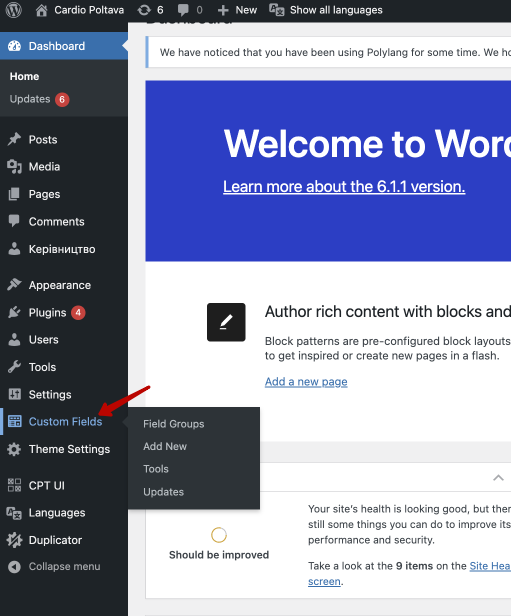 Cardio Poltava 6 0 New Show all languages
Dashboard
Dashboard
We have noticed that you have been using Polylang for some time. We
Home
Updates 6
Welcome to
Learn more about the 6.1.1 version.
Posts
Media
Pages
Comments
Керівництво
Appearance
Plugins 4
Users
Tools
Settings
Custom Fields
Theme Settings
CPT UI
Languages
Duplicator
Collapse menu
Field Groups
Add New
Tools
Updates
Author rich content with blocks and
Block patterns are pre-configured block layouts
to get inspired or create new pages in a flash.
Add a new page
Should be improved
Your site's health is looking good, but
still some things you can do to improve its
performance and security.
Take a look at the 9 items on the Site
screen.